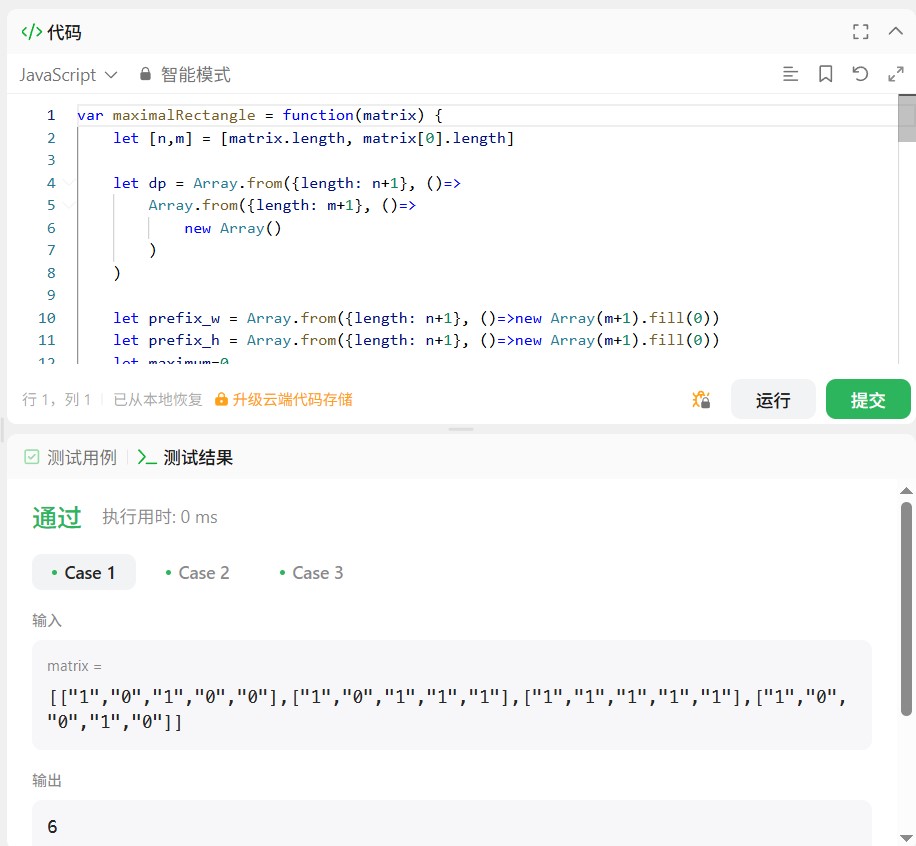 </> 代码
JavaScript 智能模式
1 var maximalRectangle = function(matrix) {
2 let [n,m] = [matrix.length, matrix[0].length]
3
4 let dp = Array.from({length: n+1}, ()=>
5 Array.from({length: m+1}, ()=>
6 new Array()
7 )
8 )
9
10 let prefix_w = Array.from({length: n+1}, ()=>new Array(m+1).fill(0))
11 let prefix_h = Array.from({length: n+1}, ()=>new Array(m+1).fill(0))
12 let maximum=0
行 1，列 1 已从本地恢复 升级云端代码存储 运行 提交
测试用例 >_ 测试结果
通过 执行用时: 0 ms
• Case 1 • Case 2 • Case 3
输入
matrix =
[["1","0","1","0","0"],["1","0","1","1","1"],["1","1","1","1","1"],["1","0",
"0","1","0"]]
输出
6